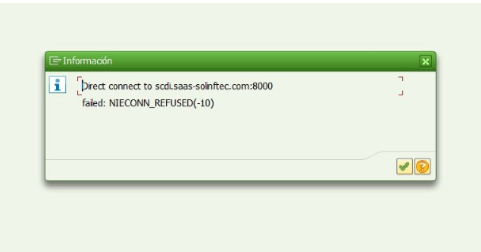 Información
Direct connect to scdi.saas-solinftec.com:8000
failed: NIECONN_REFUSED(-10)